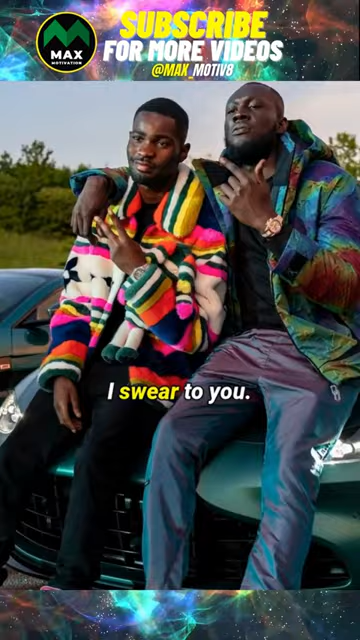 SUBSCRIBE
FOR MORE VIDEOS
@MAX_MOTIV8
MAX
MOTIVATION
I swear to you.